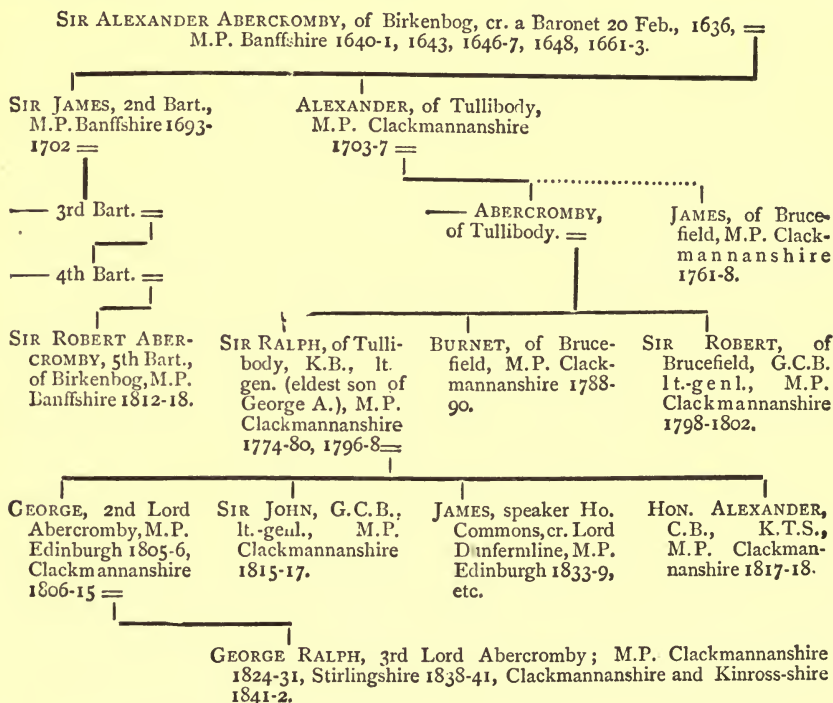 SIR ALEXANDER ABERCROMBY, of Birkenbog, cr. a Baronet 20 Feb., 1636, =
M.P. Banffshire 1640-1, 1643, 1646-7, 1648, 1661-3.
SIR JAMES, 2nd Bart.,
M.P. Banffshire 1693-
1702 =
ALEXANDER, of Tullibody,
M.P. Clackmannanshire
1703-7 =
— 3rd Bart. =
— ABERCROMBY,
of Tullibody. =
JAMES, of Bruce-
field, M.P. Clack-
mannanshire
1761-8.
— 4th Bart. =
SIR ROBERT ABER-
CROMBY, 5th Bart.,
of Birkenbog, M.P.
Banffshire 1812-18.
SIR RALPH, of Tulli-
body, K.B., lt.
gen. (eldest son of
George A.), M.P.
Clackmannanshire
1774-80, 1796-8 =
BURNET, of Bruce-
field, M.P. Clack-
mannanshire 1788-
90.
SIR ROBERT, of
Brucefield, G.C.B.
lt.-genl., M.P.
Clackmannanshire
1798-1802.
GEORGE, 2nd Lord
Abercromby, M.P.
Edinburgh 1805-6,
Clackmannanshire
1806-15 =
SIR JOHN, G.C.B.,
lt.-genl., M.P.
Clackmannanshire
1815-17.
JAMES, speaker Ho.
Commons, cr. Lord
Dunfermline, M.P.
Edinburgh 1833-9,
etc.
HON. ALEXANDER,
C.B., K.T.S.,
M.P. Clackman-
nanshire 1817-18.
GEORGE RALPH, 3rd Lord Abercromby; M.P. Clackmannanshire
1824-31, Stirlingshire 1838-41, Clackmannanshire and Kinross-shire
1841-2.